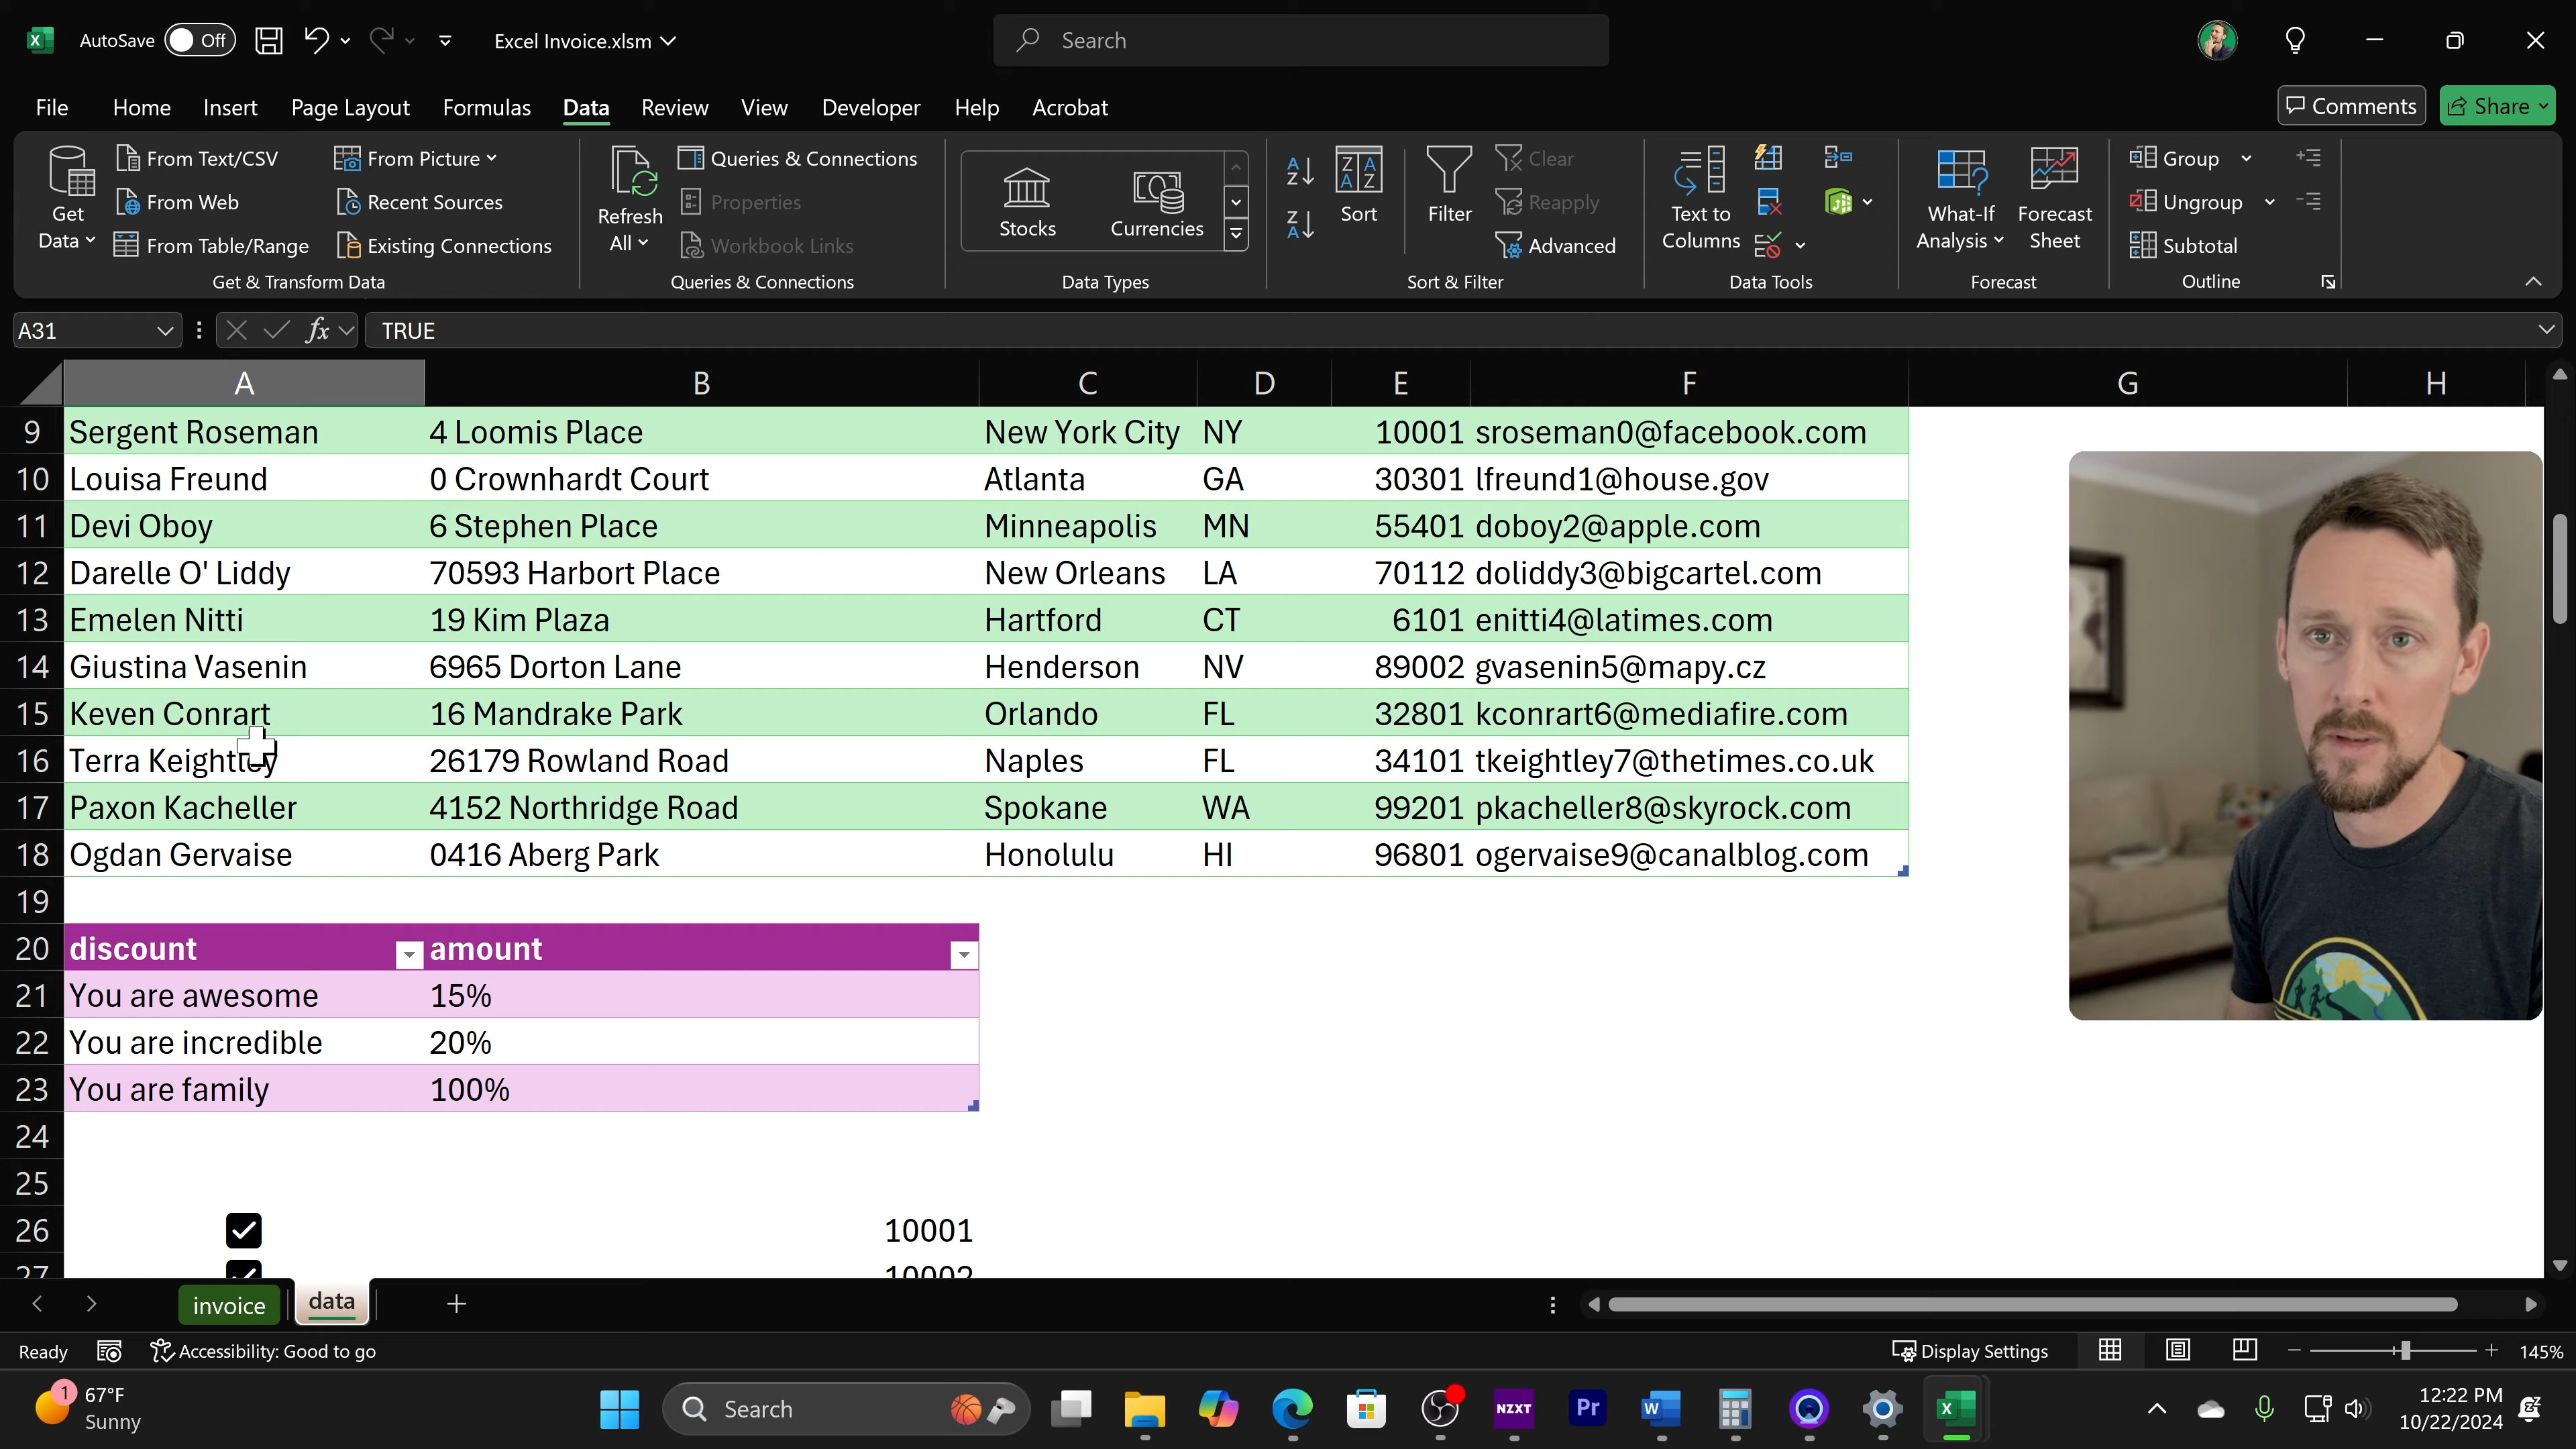 AutoSave Off Excel Invoice.xlsm Search
File Home Insert Page Layout Formulas Data Review View Developer Help Acrobat Comments Share
Get Data
From Text/CSV
From Web
From Table/Range
From Picture
Recent Sources
Existing Connections
Get & Transform Data
Refresh All
Queries & Connections
Properties
Workbook Links
Queries & Connections
Stocks Currencies
Data Types
Sort
Filter
Clear
Reapply
Advanced
Sort & Filter
Text to Columns
Data Tools
What-If Analysis
Forecast Sheet
Forecast
Group
Ungroup
Subtotal
Outline
A31 fx TRUE
A B C D E F G H
9 Sergent Roseman 4 Loomis Place New York City NY 10001 sroseman0@facebook.com
10 Louisa Freund 0 Crownhardt Court Atlanta GA 30301 lfreund1@house.gov
11 Devi Oboy 6 Stephen Place Minneapolis MN 55401 doboy2@apple.com
12 Darelle O' Liddy 70593 Harbort Place New Orleans LA 70112 doliddy3@bigcartel.com
13 Emelen Nitti 19 Kim Plaza Hartford CT 6101 enitti4@latimes.com
14 Giustina Vasenin 6965 Dorton Lane Henderson NV 89002 gvasenin5@mapy.cz
15 Keven Conrart 16 Mandrake Park Orlando FL 32801 kconrart6@mediafire.com
16 Terra Keightley 26179 Rowland Road Naples FL 34101 tkeightley7@thetimes.co.uk
17 Paxon Kacheller 4152 Northridge Road Spokane WA 99201 pkacheller8@skyrock.com
18 Ogdan Gervaise 0416 Aberg Park Honolulu HI 96801 ogervaise9@canalblog.com
19
20 discount amount
21 You are awesome 15%
22 You are incredible 20%
23 You are family 100%
24
25
26 10001
27 10002
invoice data
Ready Accessibility: Good to go Display Settings 145%
1 67°F
Sunny
Search
NZXT
Pr
12:22 PM
10/22/2024